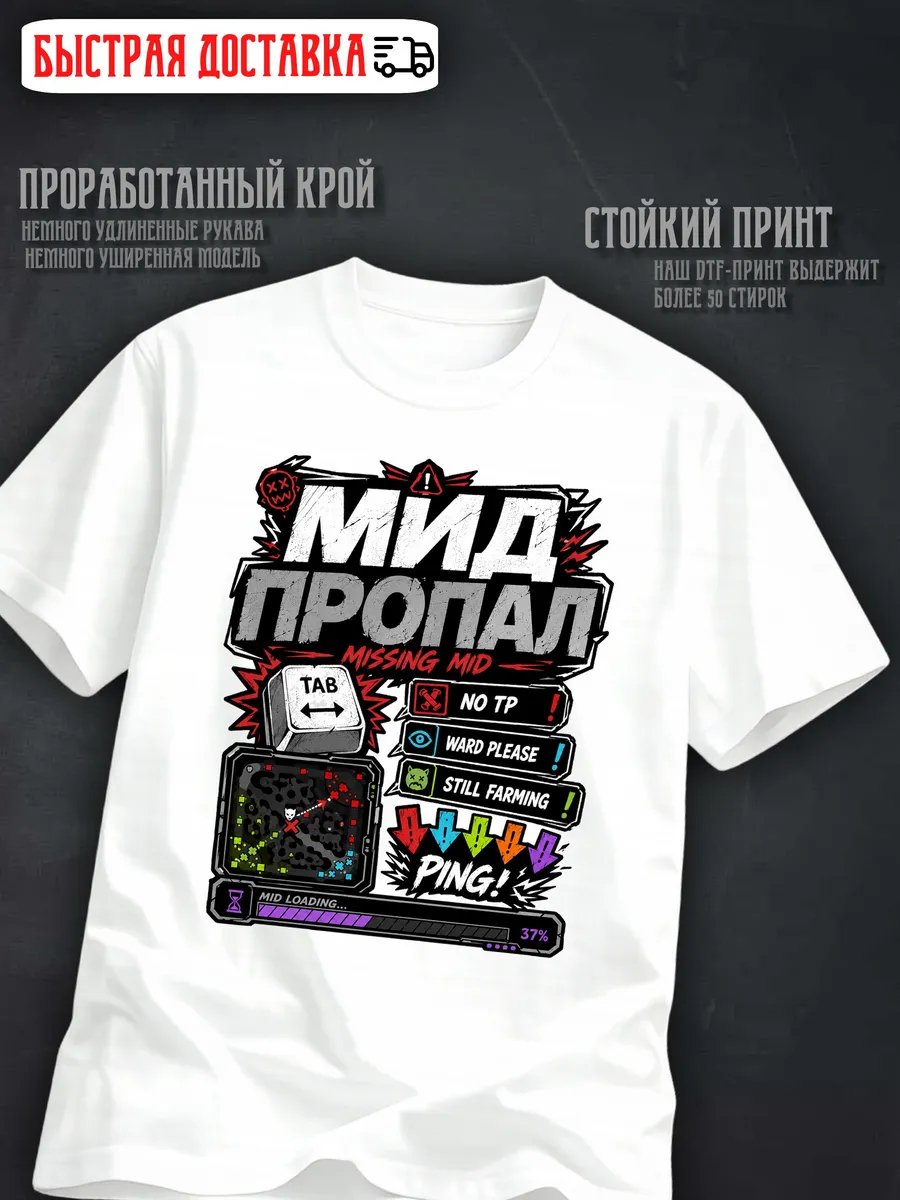 БЫСТРАЯ ДОСТАВКА
ПРОРАБОТАННЫЙ КРОЙ
НЕМНОГО УДЛИНЕННЫЕ РУКАВА
НЕМНОГО УШИРЕННАЯ МОДЕЛЬ
СТОЙКИЙ ПРИНТ
НАШ DTF-ПРИНТ ВЫДЕРЖИТ
БОЛЕЕ 50 СТИРОК
МИД
ПРОПАЛ
MISSING MID
TAB
NO TP !
WARD PLEASE !
STILL FARMING !
PING!
MID LOADING...
37%